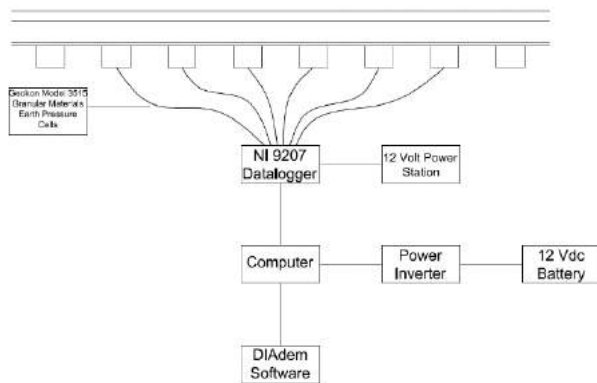 Geokon Model 3515
Granular Materials
Earth Pressure
Cells
NI 9207
Datalogger
12 Volt Power
Station
Computer
Power
Inverter
12 Vdc
Battery
DIAdem
Software